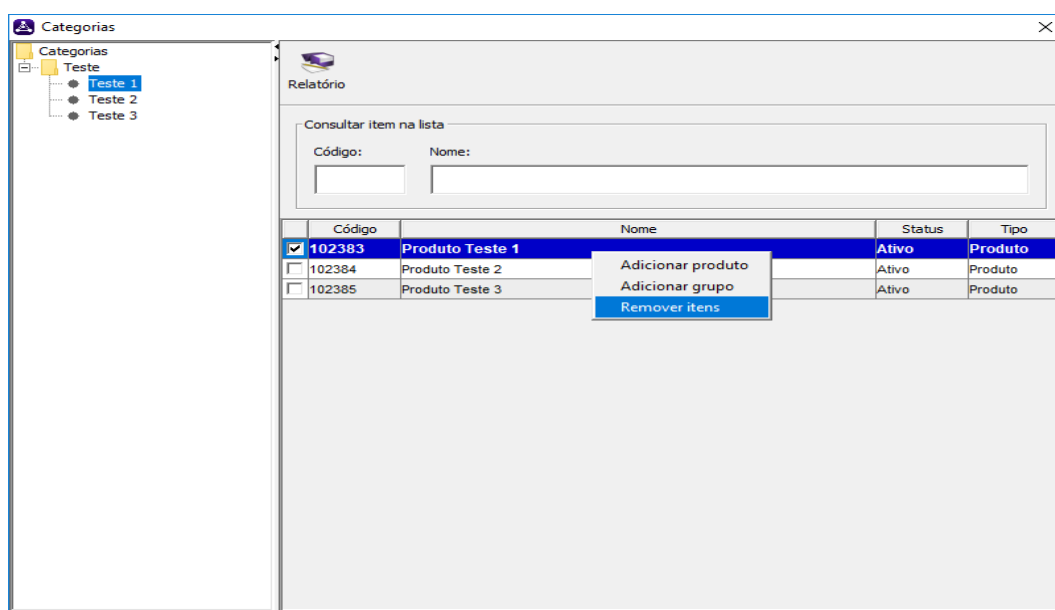 Categorias
Categorias
Teste
Teste 1
Teste 2
Teste 3
Relatório
Consultar item na lista
Código: Nome:
Código Nome Status Tipo
102383 Produto Teste 1 Ativo Produto
102384 Produto Teste 2 Ativo Produto
102385 Produto Teste 3 Ativo Produto
Adicionar produto
Adicionar grupo
Remover itens